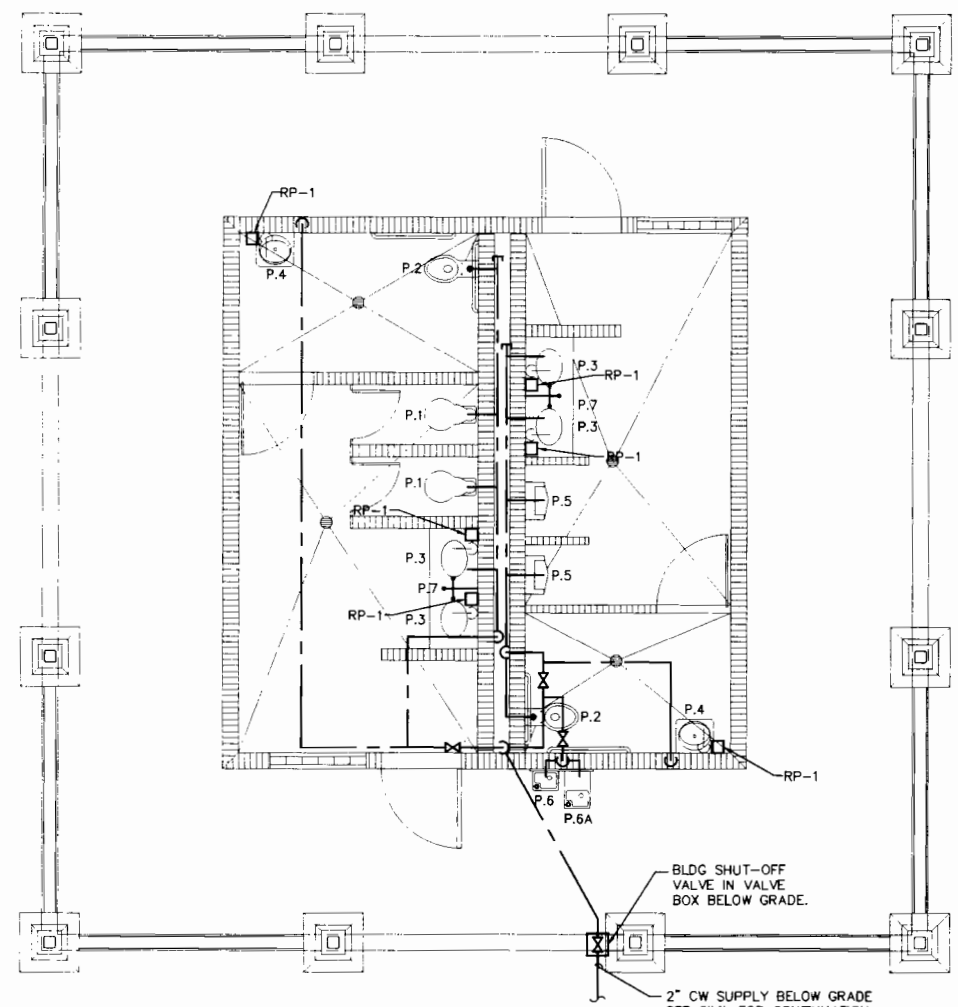 RP-1
P.4
P.2
P.3
RP-1
P.7
P.1
P.3
RP-1
P.1
P.5
RP-1
P.3
P.5
P.7
RP-1
P.3
P.2
P.4
RP-1
P.6
P.6A
BLDG SHUT-OFF
VALVE IN VALVE
BOX BELOW GRADE.
2" CW SUPPLY BELOW GRADE